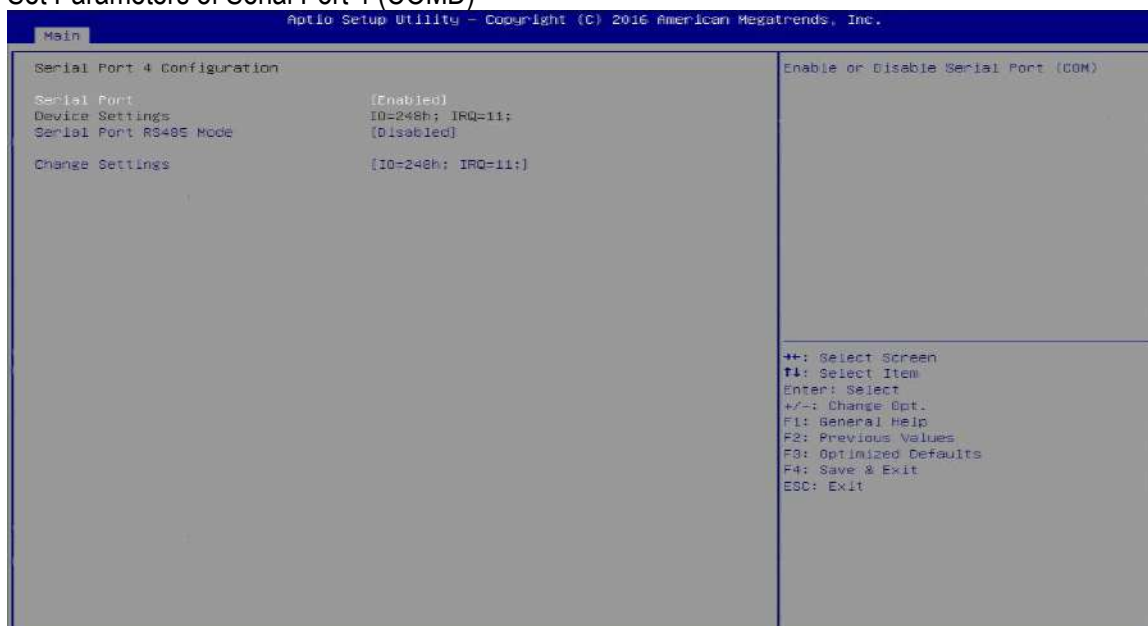 Set Parameters of Serial Port 4 (COMD)
Aptio Setup Utility – Copyright (C) 2016 American Megatrends, Inc.
Main
Serial Port 4 Configuration
Serial Port [Enabled]
Device Settings IO=248h; IRQ=11;
Serial Port RS485 Mode [Disabled]
Change Settings [IO=248h; IRQ=11;]
Enable or Disable Serial Port (COM)
→←: Select Screen
↑↓: Select Item
Enter: Select
+/-: Change Opt.
F1: General Help
F2: Previous Values
F3: Optimized Defaults
F4: Save & Exit
ESC: Exit